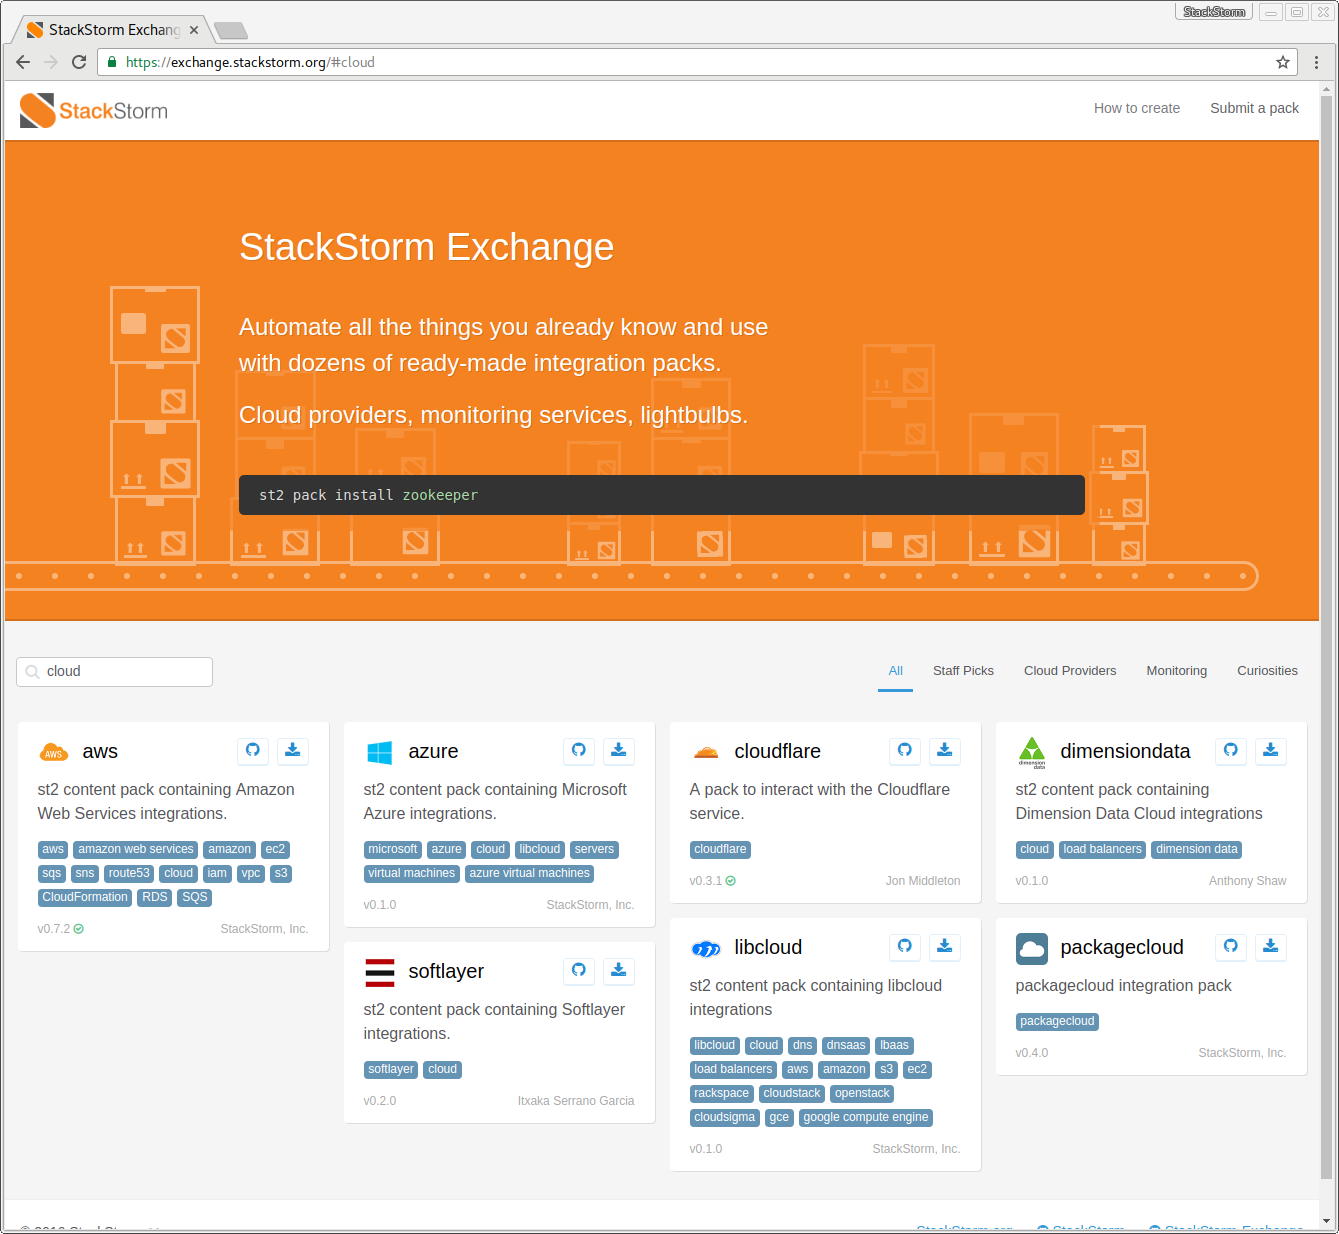 StackStorm
StackStorm Exchang
https://exchange.stackstorm.org/#cloud
StackStorm
How to create
Submit a pack
StackStorm Exchange
Automate all the things you already know and use
with dozens of ready-made integration packs.
Cloud providers, monitoring services, lightbulbs.
st2 pack install zookeeper
cloud
All
Staff Picks
Cloud Providers
Monitoring
Curiosities
AWS
aws
st2 content pack containing Amazon
Web Services integrations.
aws amazon web services amazon ec2
sqs sns route53 cloud iam vpc s3
CloudFormation RDS SQS
v0.7.2
StackStorm, Inc.
azure
st2 content pack containing Microsoft
Azure integrations.
microsoft azure cloud libcloud servers
virtual machines azure virtual machines
v0.1.0
StackStorm, Inc.
cloudflare
A pack to interact with the Cloudflare
service.
cloudflare
v0.3.1
Jon Middleton
dimension
data
dimensiondata
st2 content pack containing
Dimension Data Cloud integrations
cloud load balancers dimension data
v0.1.0
Anthony Shaw
softlayer
st2 content pack containing Softlayer
integrations.
softlayer cloud
v0.2.0
Itxaka Serrano Garcia
libcloud
st2 content pack containing libcloud
integrations
libcloud cloud dns dnsaas lbaas
load balancers aws amazon s3 ec2
rackspace cloudstack openstack
cloudsigma gce google compute engine
v0.1.0
StackStorm, Inc.
packagecloud
packagecloud integration pack
packagecloud
v0.4.0
StackStorm, Inc.
StackStorm.org
StackStorm
StackStorm Exchange